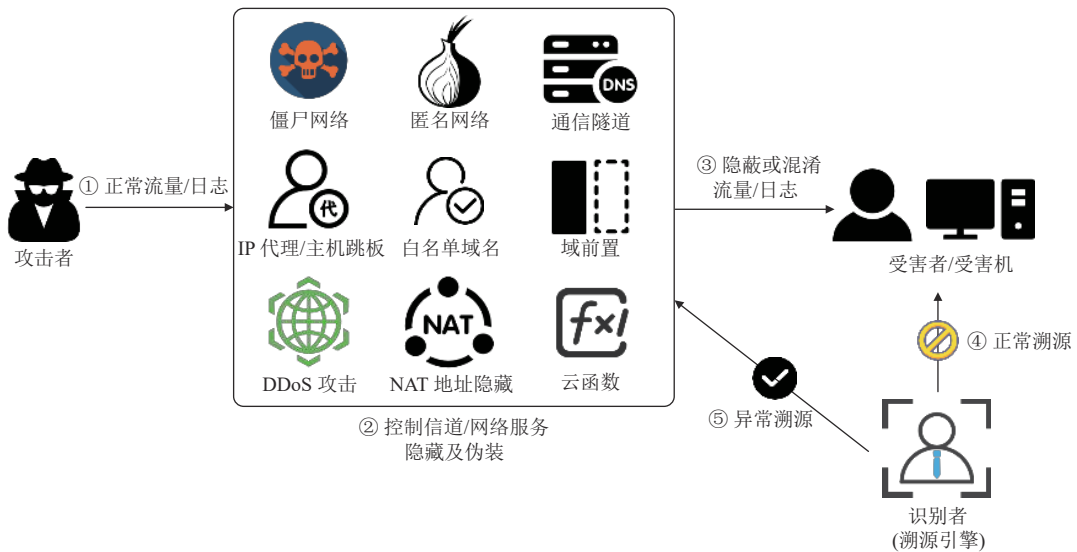 僵尸网络
匿名网络
DNS
通信隧道
① 正常流量/日志
攻击者
代
IP 代理/主机跳板
白名单域名
域前置
③ 隐蔽或混淆
流量/日志
受害者/受害机
DDoS 攻击
NAT
NAT 地址隐藏
fx
云函数
② 控制信道/网络服务
隐藏及伪装
④ 正常溯源
⑤ 异常溯源
识别者
(溯源引擎)